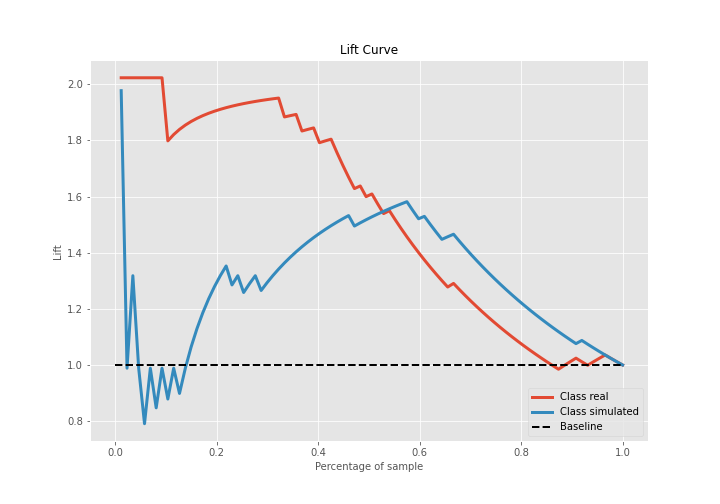 Lift Curve
Lift
2.0
1.8
1.6
1.4
1.2
1.0
0.8
0.0 0.2 0.4 0.6 0.8 1.0
Percentage of sample
Class real
Class simulated
Baseline